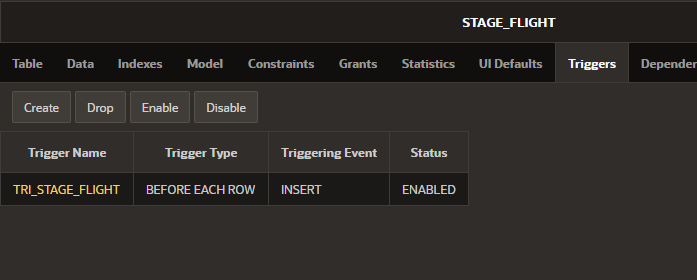 STAGE_FLIGHT
Table Data Indexes Model Constraints Grants Statistics UI Defaults Triggers Depender
Create Drop Enable Disable
Trigger Name Trigger Type Triggering Event Status
TRI_STAGE_FLIGHT BEFORE EACH ROW INSERT ENABLED